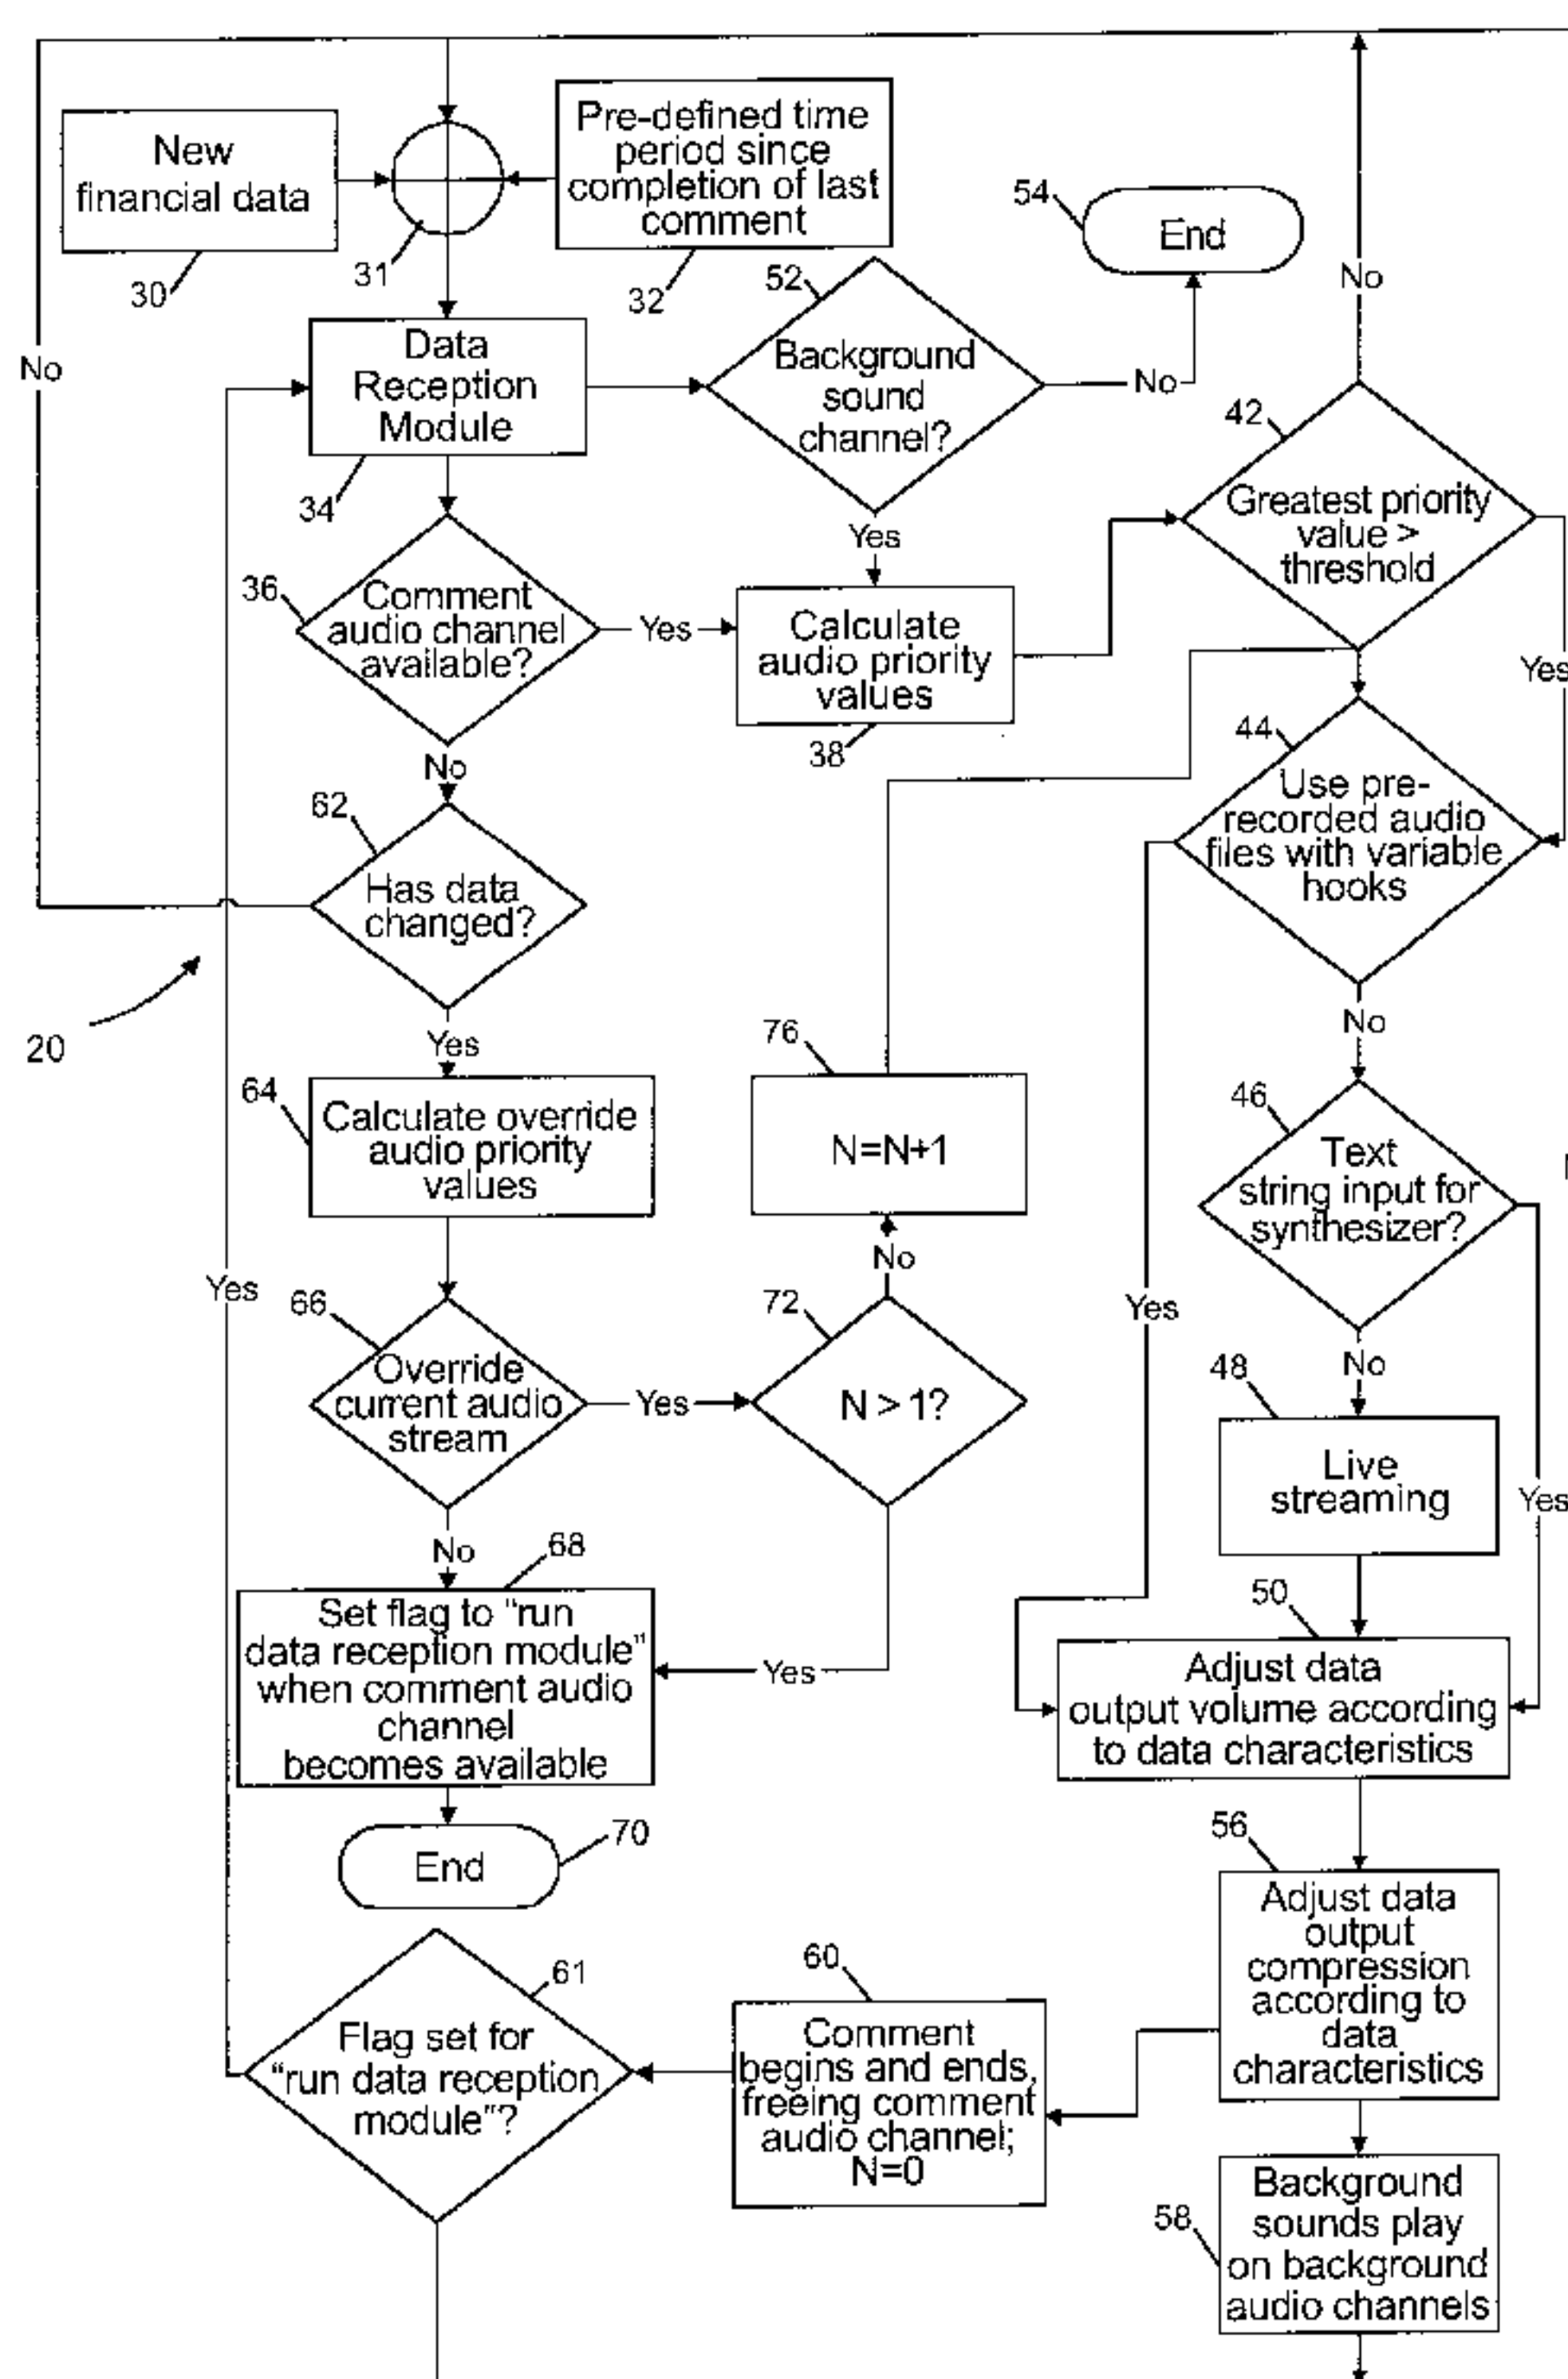 New
financial data
30
31
Pre-defined time
period since
completion of last
comment
32
54
End
No
No
Data
Reception
Module
34
52
Background
sound
channel?
No
Yes
42
Greatest priority
value >
threshold
Yes
36
Comment
audio channel
available?
Yes
No
Calculate
audio priority
values
38
44
Use pre-
recorded audio
files with variable
hooks
No
Yes
62
Has data
changed?
Yes
20
64
Calculate override
audio priority
values
76
N=N+1
No
46
Text
string input for
synthesizer?
No
Yes
Yes
66
Override
current audio
stream
Yes
No
72
N > 1?
Yes
48
Live
streaming
68
Set flag to "run
data reception module"
when comment audio
channel
becomes available
50
Adjust data
output volume according
to data characteristics
End
70
56
Adjust data
output
compression
according to
data
characteristics
61
Flag set for
"run data reception
module"?
60
Comment
begins and ends,
freeing comment
audio channel;
N=0
58
Background
sounds play
on background
audio channels